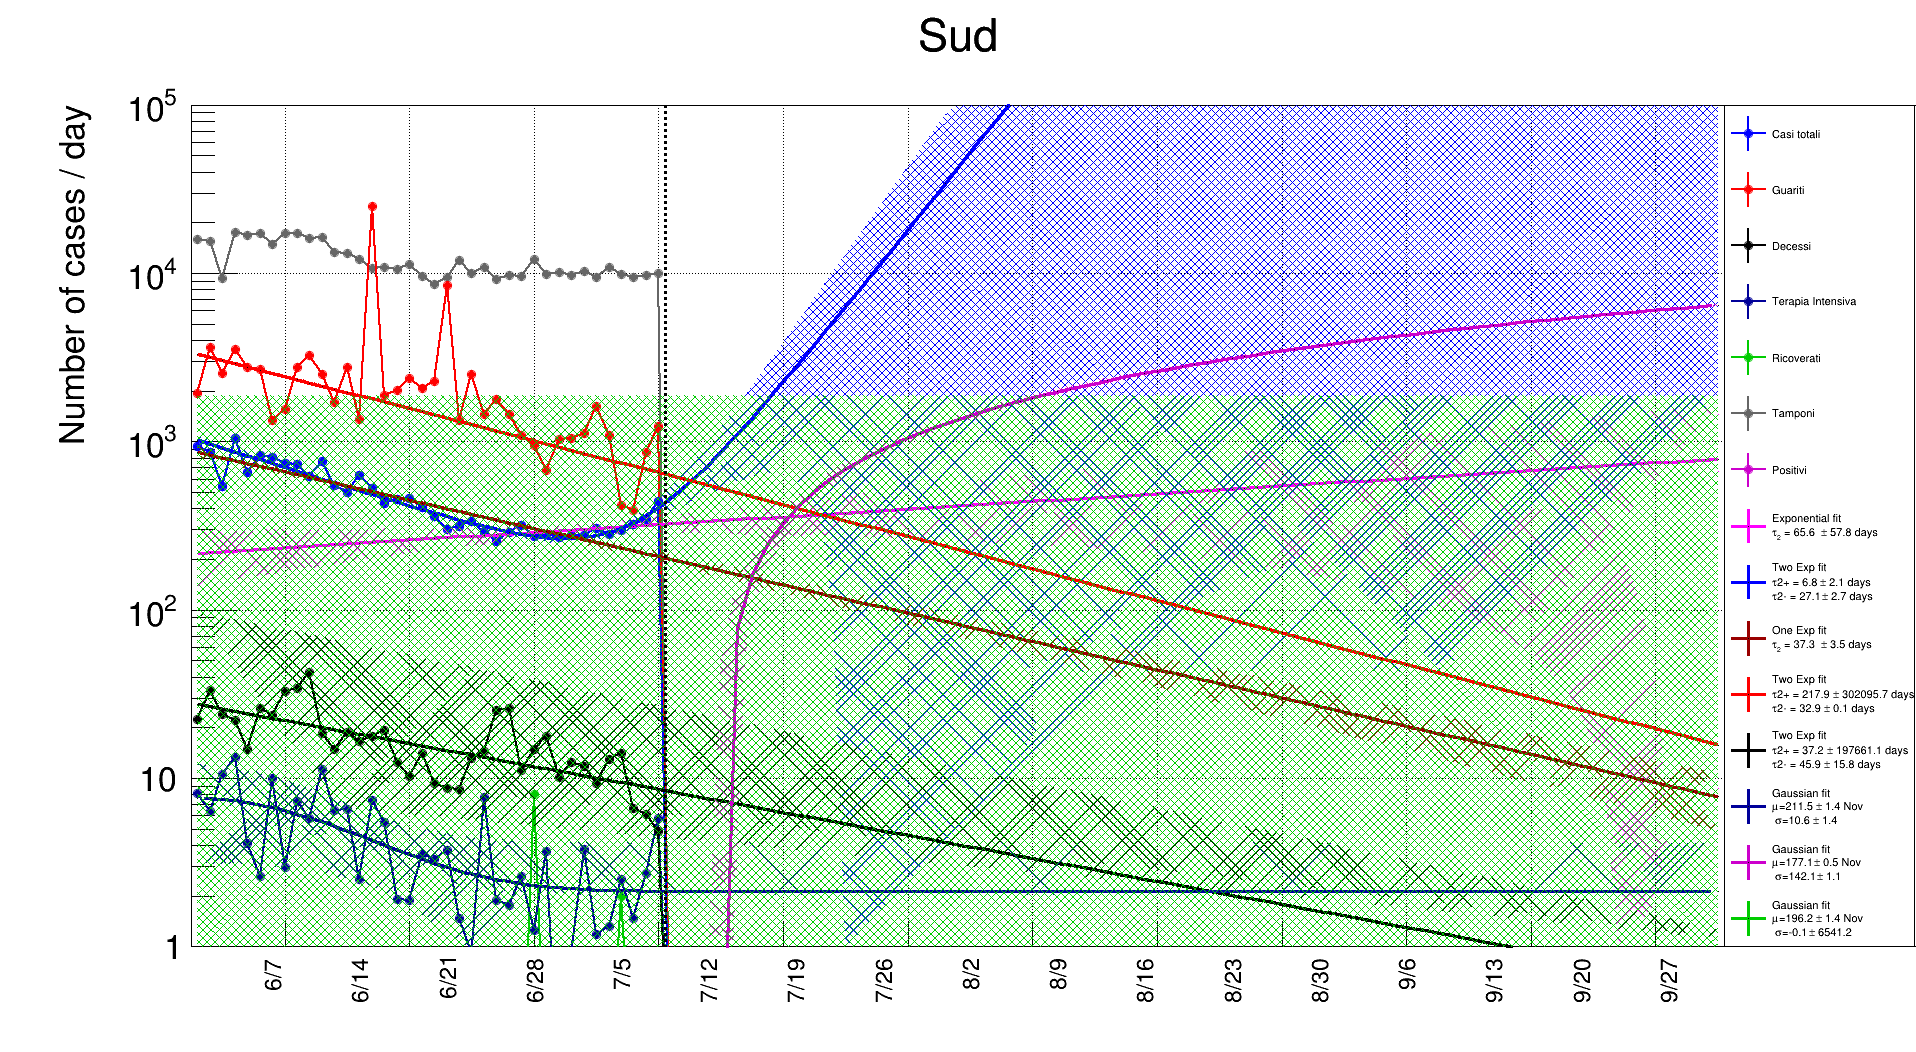 Sud
Number of cases / day
10^5
10^4
10^3
10^2
10
1
6/7
6/14
6/21
6/28
7/5
7/12
7/19
7/26
8/2
8/9
8/16
8/23
8/30
9/6
9/13
9/20
9/27
Casi totali
Guariti
Decessi
Terapia Intensiva
Ricoverati
Tamponi
Positivi
Exponential fit
τ₂ = 65.6 ± 57.8 days
Two Exp fit
τ2+ = 6.8 ± 2.1 days
τ2- = 27.1 ± 2.7 days
One Exp fit
τ₂ = 37.3 ± 3.5 days
Two Exp fit
τ2+ = 217.9 ± 302095.7 days
τ2- = 32.9 ± 0.1 days
Two Exp fit
τ2+ = 37.2 ± 197661.1 days
τ2- = 45.9 ± 15.8 days
Gaussian fit
μ=211.5 ± 1.4 Nov
σ=10.6 ± 1.4
Gaussian fit
μ=177.1 ± 0.5 Nov
σ=142.1 ± 1.1
Gaussian fit
μ=196.2 ± 1.4 Nov
σ=-0.1 ± 6541.2